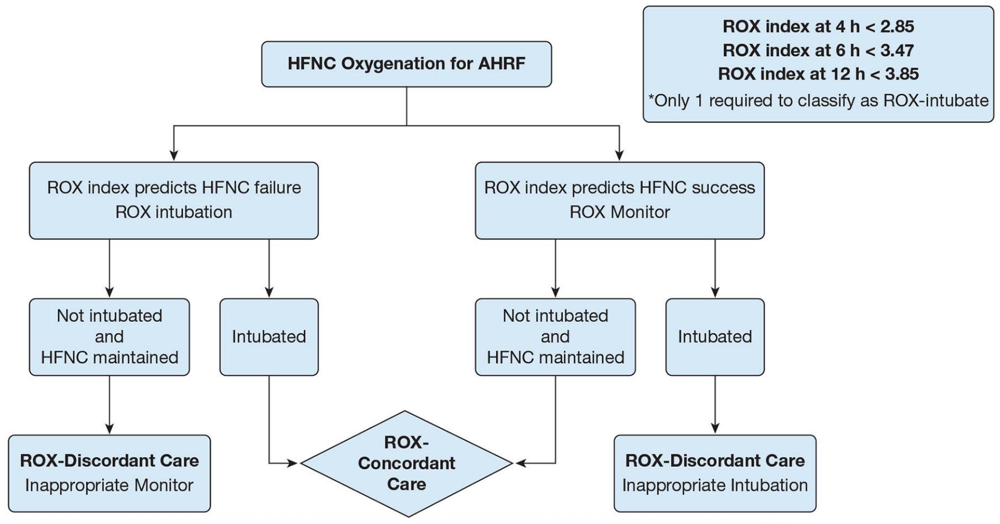 ROX index at 4 h < 2.85
ROX index at 6 h < 3.47
ROX index at 12 h < 3.85
*Only 1 required to classify as ROX-intubate
HFNC Oxygenation for AHRF
ROX index predicts HFNC failure
ROX intubation
ROX index predicts HFNC success
ROX Monitor
Not intubated
and
HFNC maintained
Intubated
Not intubated
and
HFNC maintained
Intubated
ROX-Discordant Care
Inappropriate Monitor
ROX-
Concordant
Care
ROX-Discordant Care
Inappropriate Intubation